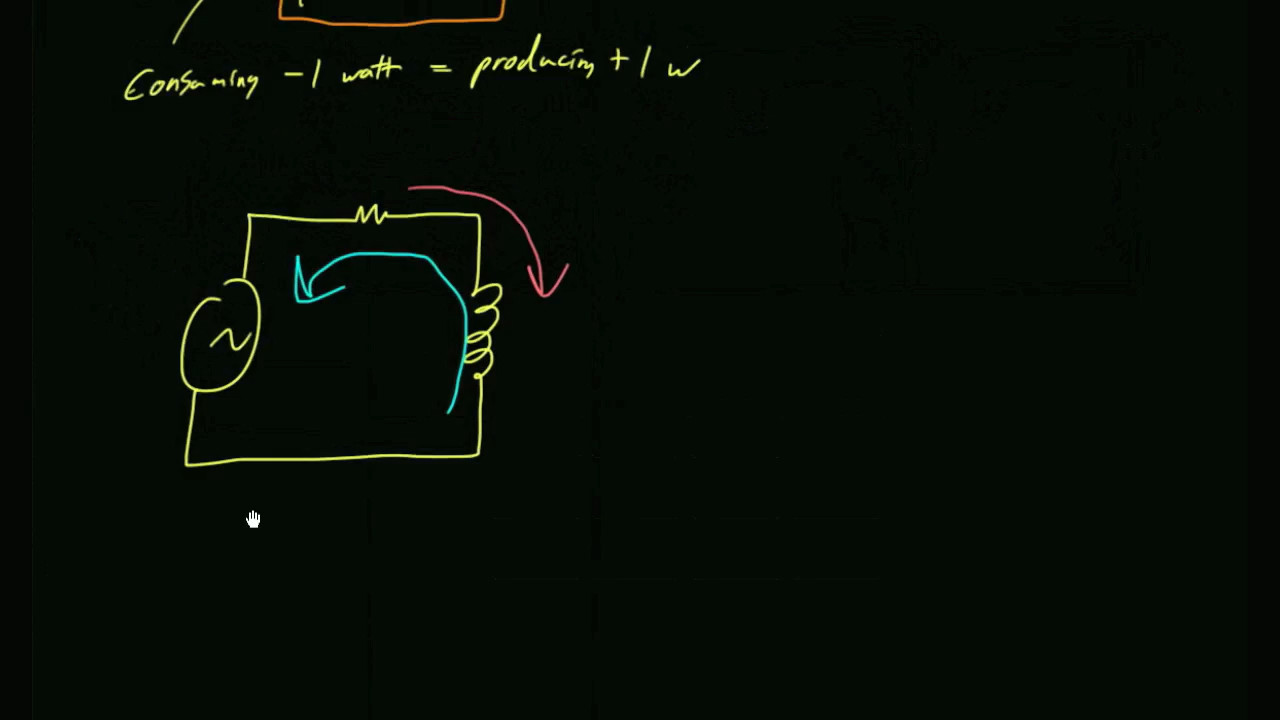 Consuming -1 watt = producing +1 w